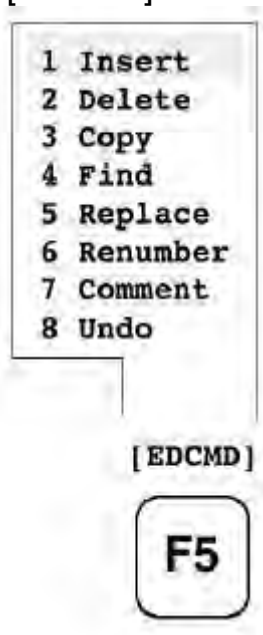 1 Insert
2 Delete
3 Copy
4 Find
5 Replace
6 Renumber
7 Comment
8 Undo
[EDCMD]
F5